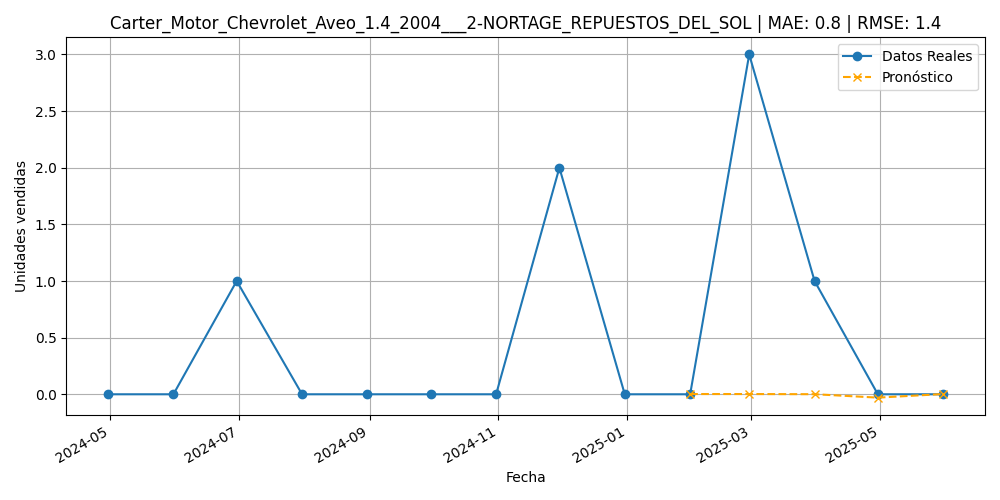 Carter_Motor_Chevrolet_Aveo_1.4_2004___2-NORTAGE_REPUESTOS_DEL_SOL | MAE: 0.8 | RMSE: 1.4
Datos Reales
Pronóstico
Unidades vendidas
3.0
2.5
2.0
1.5
1.0
0.5
0.0
2024-05
2024-07
2024-09
2024-11
2025-01
2025-03
2025-05
Fecha